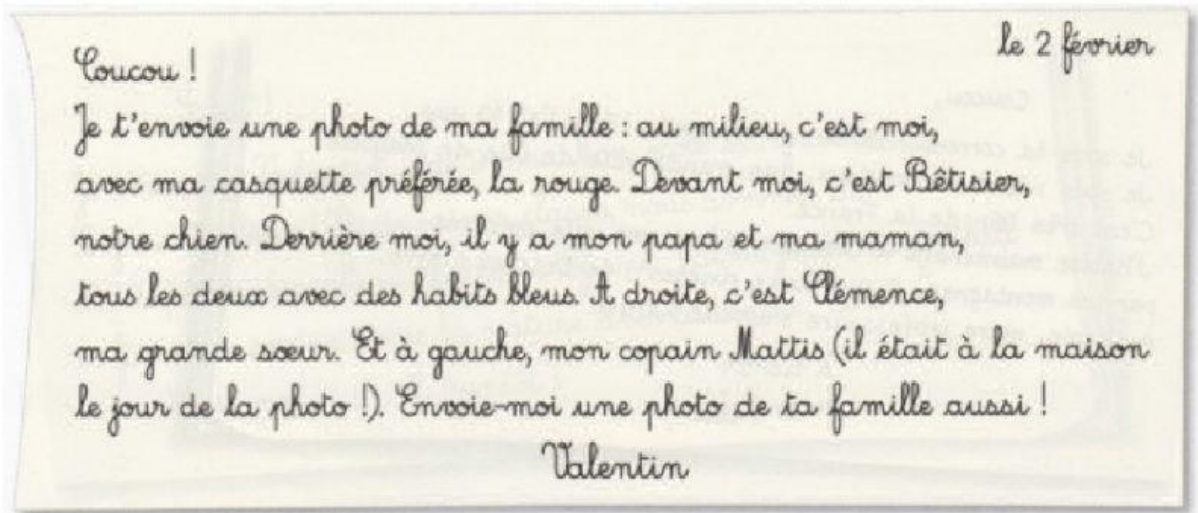 le 2 février
Coucou !
Je t'envoie une photo de ma famille : au milieu, c'est moi,
avec ma casquette préférée, la rouge. Devant moi, c'est Bêtisier,
notre chien. Derrière moi, il y a mon papa et ma maman,
tous les deux avec des habits bleus. A droite, c'est Clémence,
ma grande sœur. Et à gauche, mon copain Mattis (il était à la maison
le jour de la photo !). Envoie-moi une photo de ta famille aussi !
Valentin